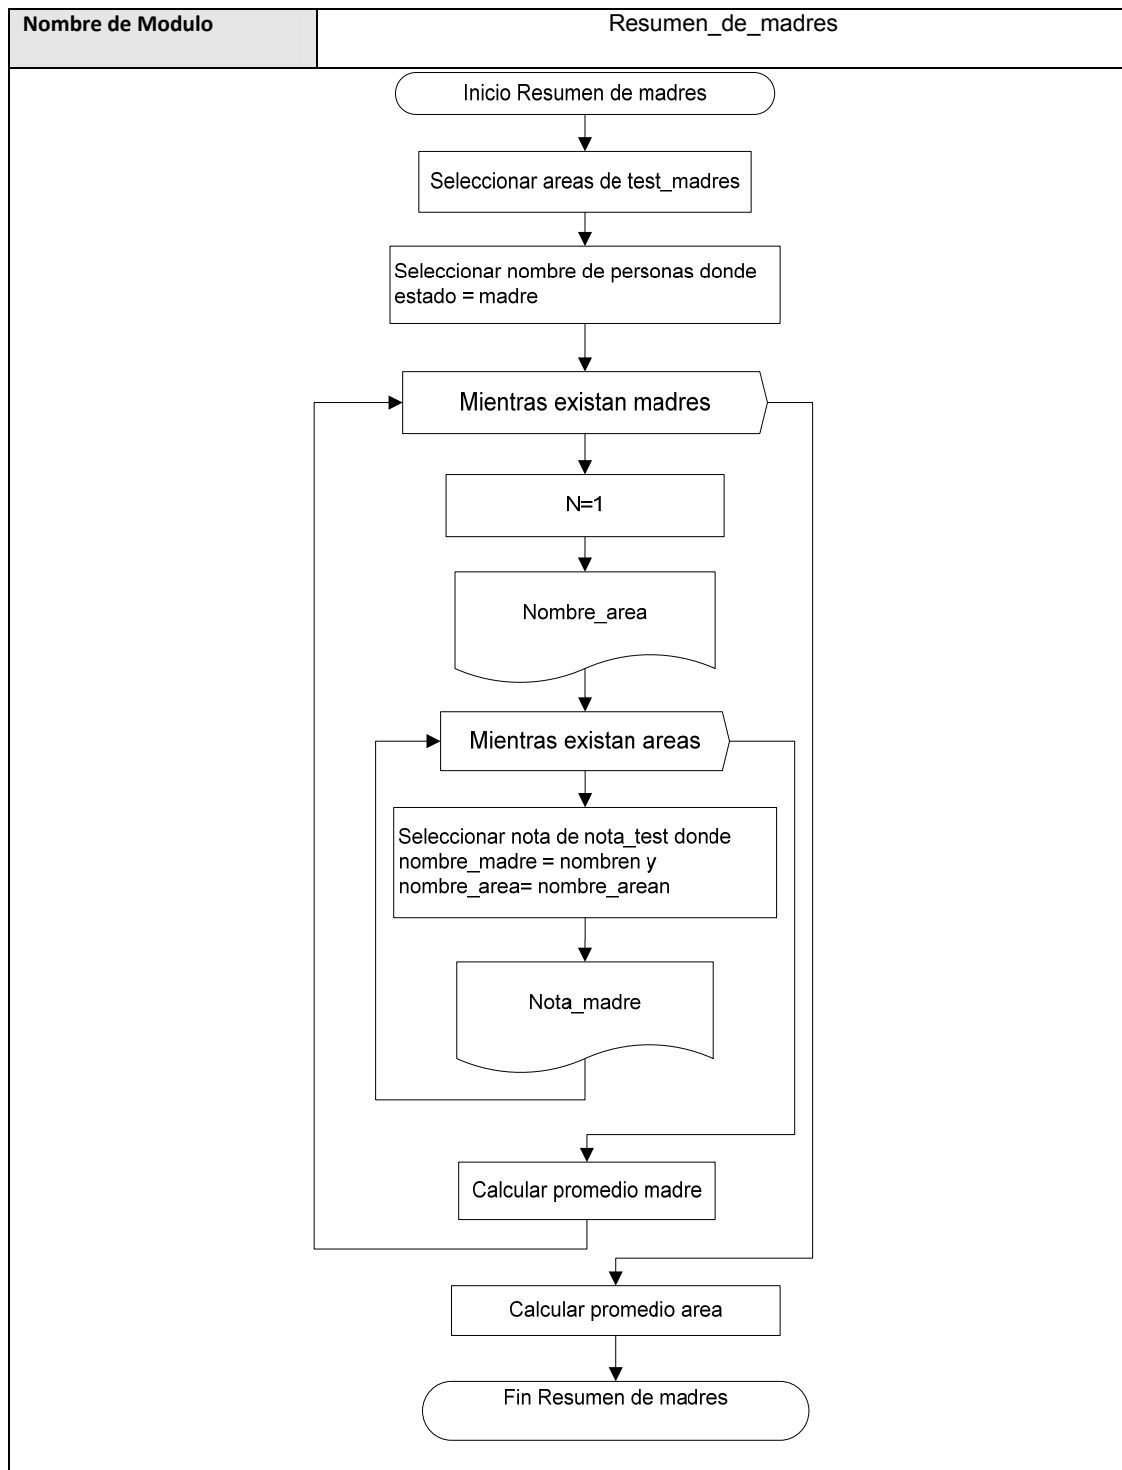 Nombre de Modulo
Resumen_de_madres
Inicio Resumen de madres
Seleccionar areas de test_madres
Seleccionar nombre de personas donde
estado = madre
Mientras existan madres
N=1
Nombre_area
Mientras existan areas
Seleccionar nota de nota_test donde
nombre_madre = nombren y
nombre_area= nombre_arean
Nota_madre
Calcular promedio madre
Calcular promedio area
Fin Resumen de madres